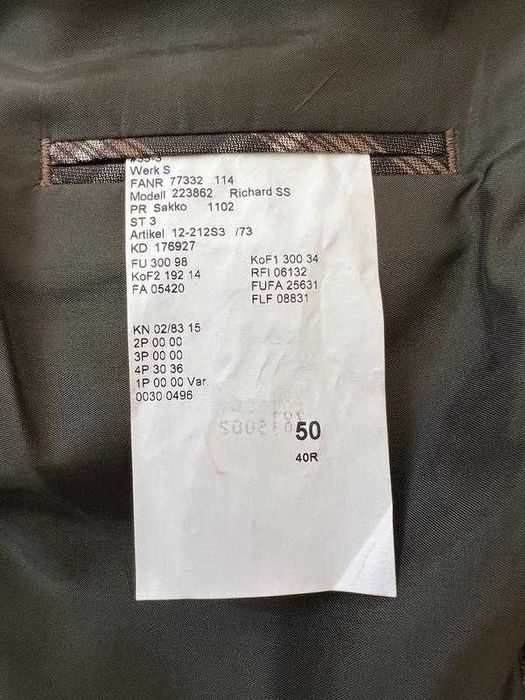 #35-3
Werk S
FANR 77332 114
Modell 223862 Richard SS
PR Sakko 1102
ST 3
Artikel 12-212S3 /73
KD 176927
FU 300 98 KoF1 300 34
KoF2 192 14 RFI 06132
FA 05420 FUFA 25631
FLF 08831
KN 02/83 15
2P 00 00
3P 00 00
4P 30 36
1P 00 00 Var.
0030 0496
50
40R